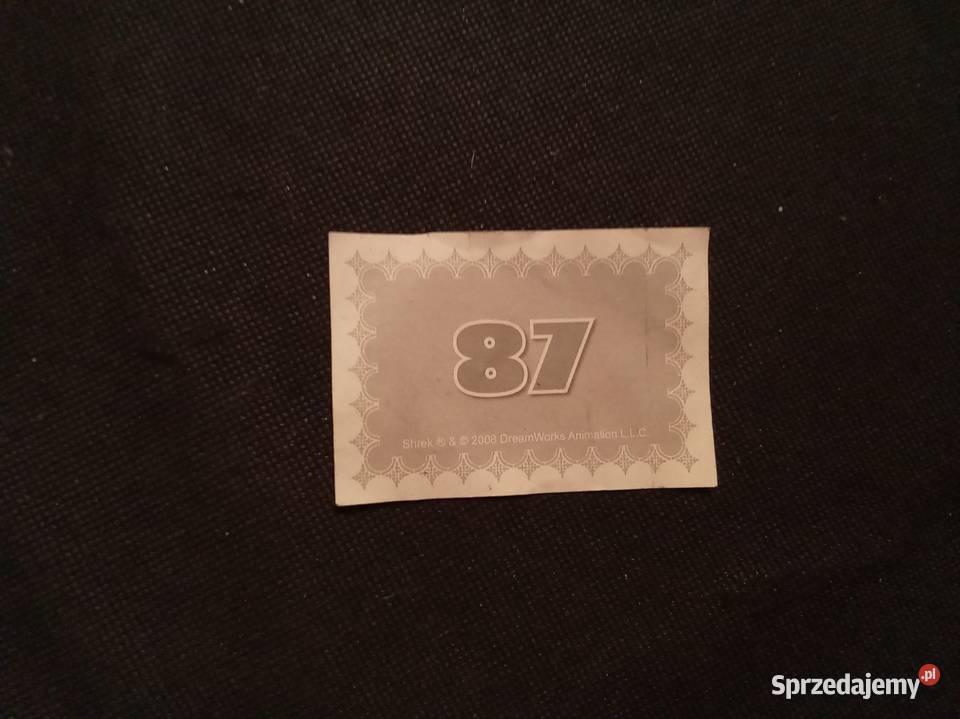 87
Shrek ® & © 2008 DreamWorks Animation L.L.C.
Sprzedajemy.pl